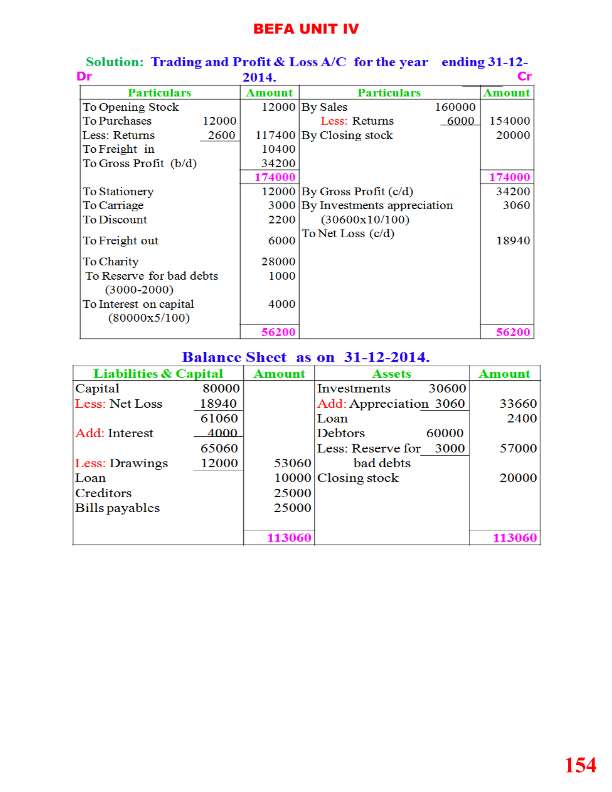 BEFA UNIT IV
Solution: Trading and Profit & Loss A/C for the year ending 31-12-
Dr 2014. Cr
Particulars Amount Particulars Amount
To Opening Stock 12000 By Sales 160000
To Purchases 12000 Less: Returns 6000 154000
Less: Returns 2600 117400 By Closing stock 20000
To Freight in 10400
To Gross Profit (b/d) 34200
174000 174000
To Stationery 12000 By Gross Profit (c/d) 34200
To Carriage 3000 By Investments appreciation 3060
To Discount 2200 (30600x10/100)
To Freight out 6000 To Net Loss (c/d) 18940
To Charity 28000
To Reserve for bad debts 1000
(3000-2000)
To Interest on capital 4000
(80000x5/100)
56200 56200
Balance Sheet as on 31-12-2014.
Liabilities & Capital Amount Assets Amount
Capital 80000 Investments 30600
Less: Net Loss 18940 Add: Appreciation 3060 33660
61060 Loan 2400
Add: Interest 4000 Debtors 60000
65060 Less: Reserve for 3000 57000
Less: Drawings 12000 53060 bad debts
Loan 10000 Closing stock 20000
Creditors 25000
Bills payables 25000
113060 113060
154